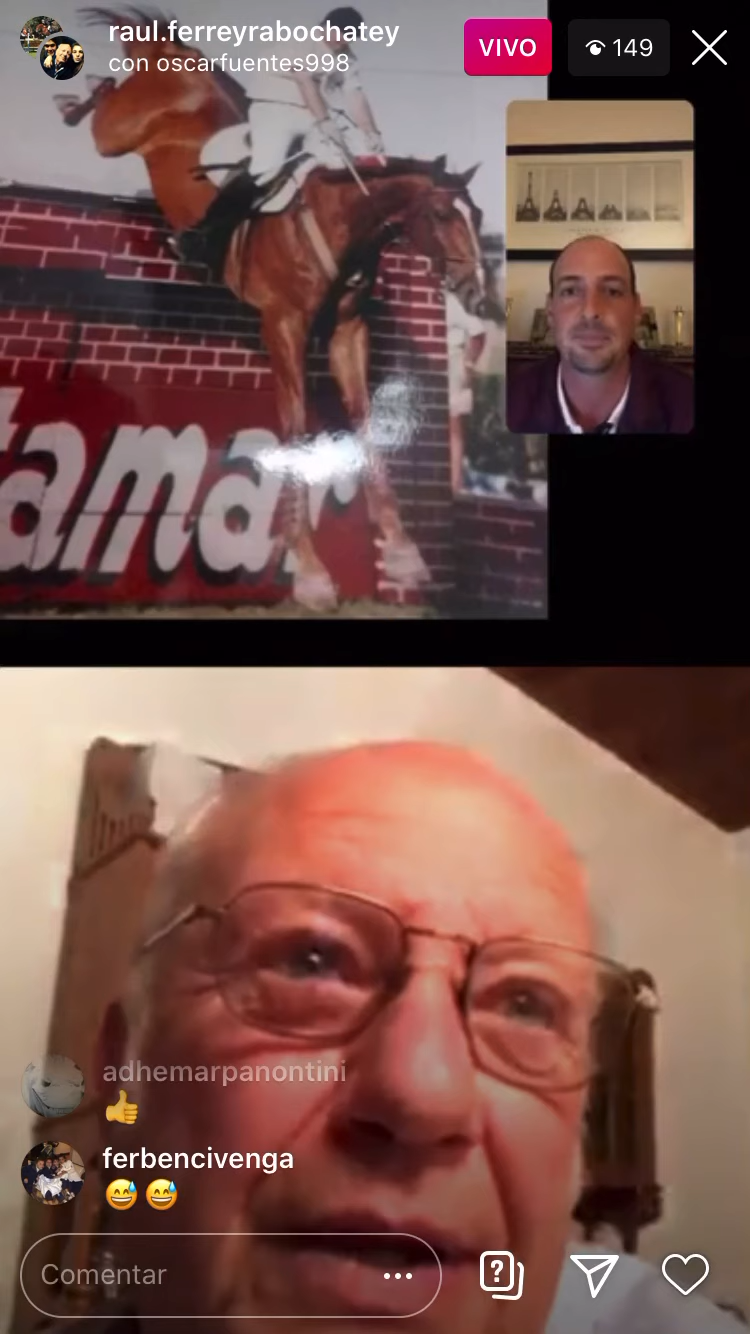 raul.ferreyrabochatey
con oscarfuentes998
VIVO
149
tamar
adhemarpanontini
👍
ferbencivenga
😅😅
Comentar